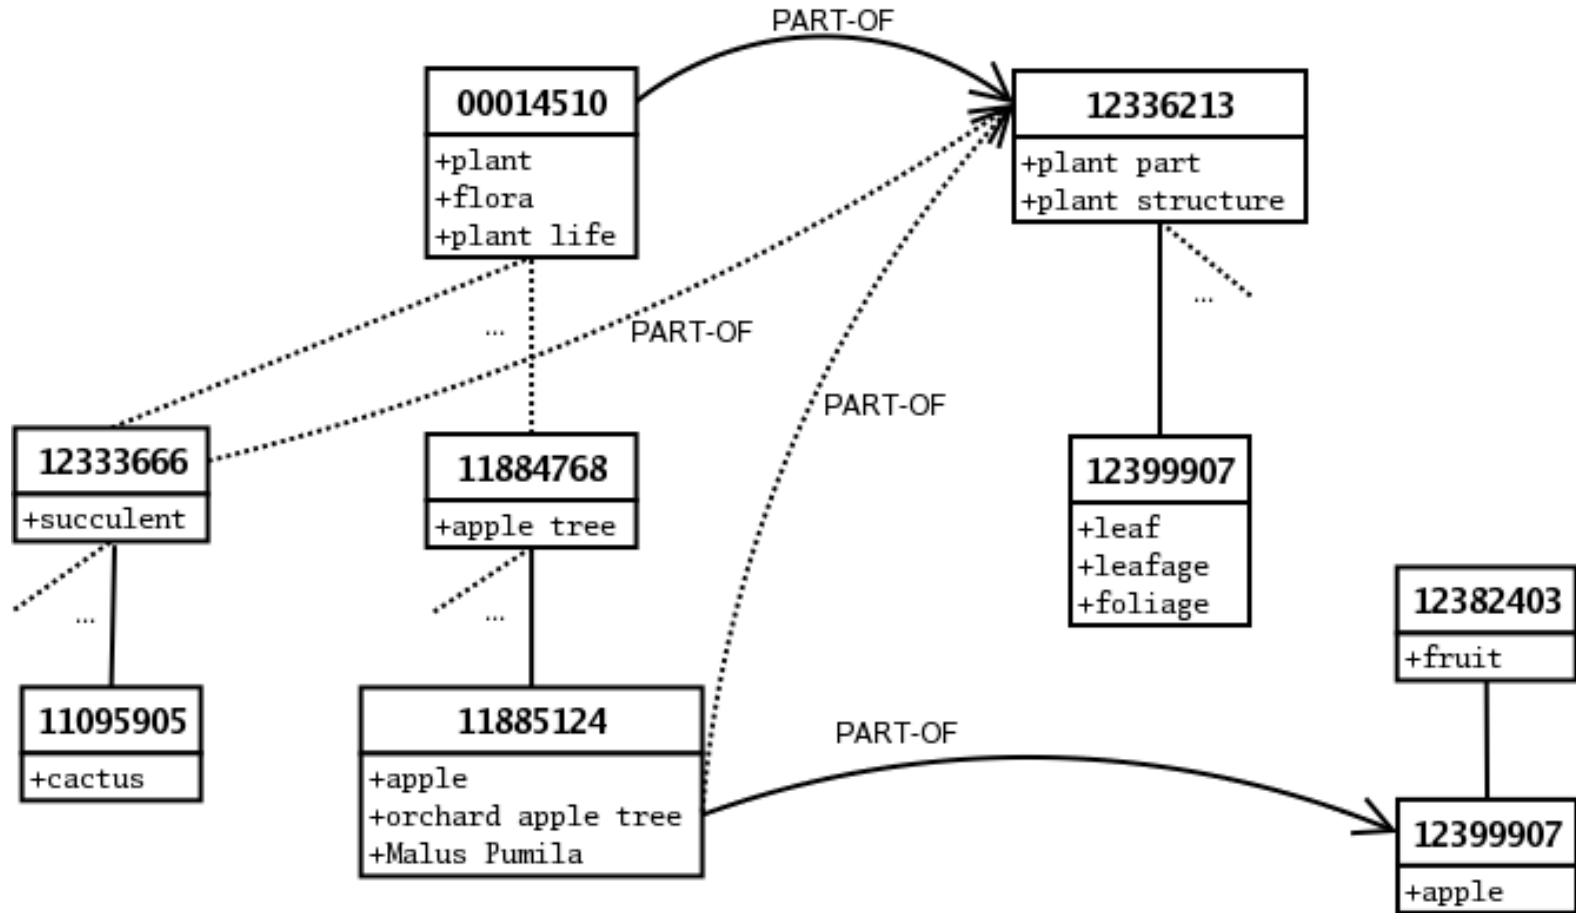 PART-OF
00014510
+plant
+flora
+plant life
12336213
+plant part
+plant structure
...
...
PART-OF
PART-OF
12333666
+succulent
...
11884768
+apple tree
...
12399907
+leaf
+leafage
+foliage
12382403
+fruit
11095905
+cactus
11885124
+apple
+orchard apple tree
+Malus Pumila
PART-OF
12399907
+apple